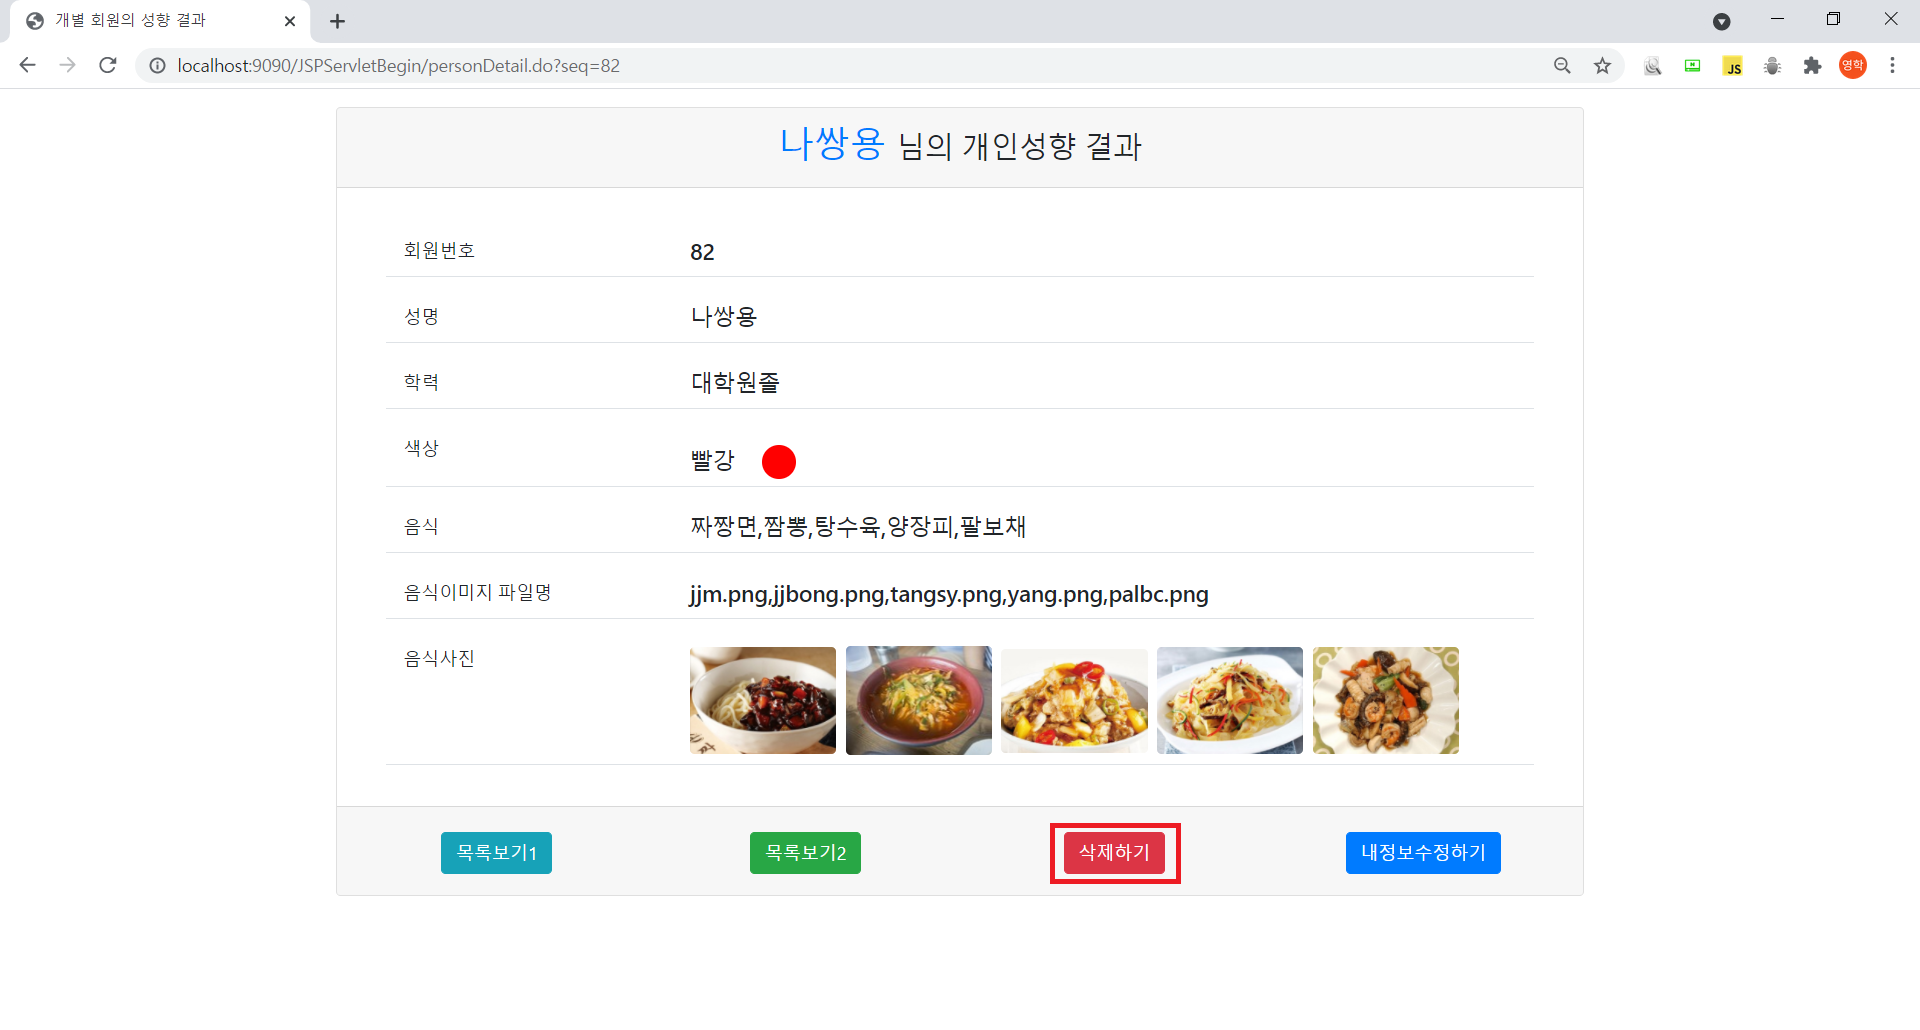 개별 회원의 성향 결과
localhost:9090/JSPServletBegin/personDetail.do?seq=82
JS
영학
나쌍용 님의 개인성향 결과
회원번호 82
성명 나쌍용
학력 대학원졸
색상 빨강
음식 짜짱면,짬뽕,탕수육,양장피,팔보채
음식이미지 파일명 jjm.png,jjbong.png,tangsy.png,yang.png,palbc.png
음식사진
목록보기1 목록보기2 삭제하기 내정보수정하기